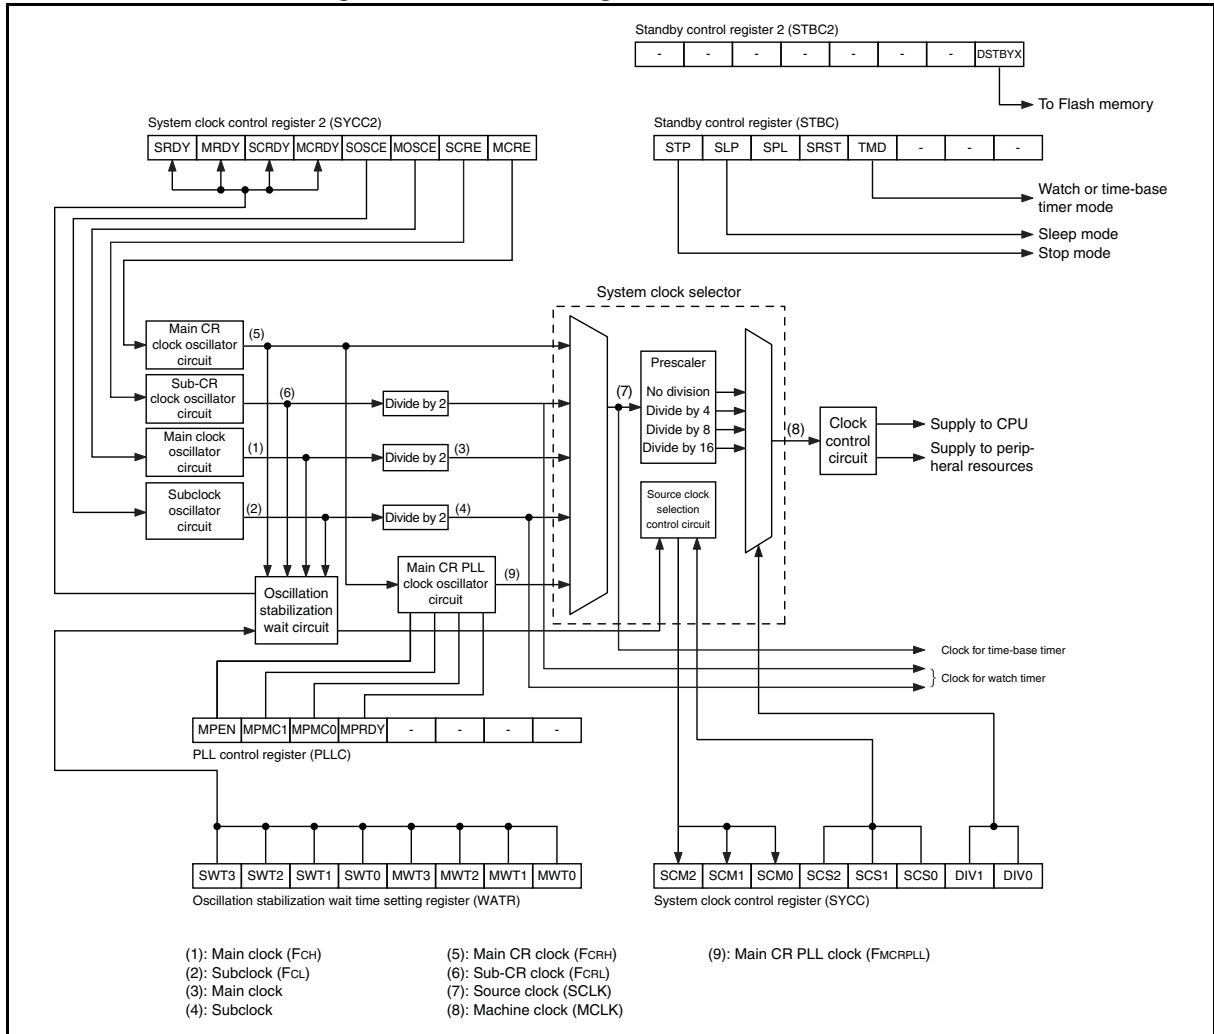 Standby control register 2 (STBC2)
- - - - - - - DSTBYX
To Flash memory
System clock control register 2 (SYCC2)
SRDY MRDY SCRDY MCRDY SOSCE MOSCE SCRE MCRE
Standby control register (STBC)
STP SLP SPL SRST TMD - - -
Watch or time-base
timer mode
Sleep mode
Stop mode
System clock selector
Main CR
clock oscillator
circuit
(5)
Sub-CR
clock oscillator
circuit
(6)
Divide by 2
Main clock
oscillator
circuit
(1)
Divide by 2
(3)
Subclock
oscillator
circuit
(2)
Divide by 2
(4)
Main CR PLL
clock oscillator
circuit
(9)
Oscillation
stabilization
wait circuit
(7)
Prescaler
No division
Divide by 4
Divide by 8
Divide by 16
Source clock
selection
control circuit
(8)
Clock
control
circuit
Supply to CPU
Supply to perip-
heral resources
Clock for time-base timer
Clock for watch timer
MPEN MPMC1 MPMC0 MPRDY - - - -
PLL control register (PLLC)
SWT3 SWT2 SWT1 SWT0 MWT3 MWT2 MWT1 MWT0
Oscillation stabilization wait time setting register (WATR)
SCM2 SCM1 SCM0 SCS2 SCS1 SCS0 DIV1 DIV0
System clock control register (SYCC)
(1): Main clock (FCH)
(2): Subclock (FCL)
(3): Main clock
(4): Subclock
(5): Main CR clock (FCRH)
(6): Sub-CR clock (FCRL)
(7): Source clock (SCLK)
(8): Machine clock (MCLK)
(9): Main CR PLL clock (FMCRPLL)